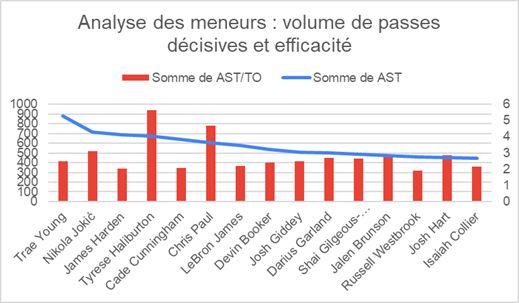 Analyse des meneurs : volume de passes
décisives et efficacité
Somme de AST/TO
Somme de AST
1000
900
800
700
600
500
400
300
200
100
0
6
5
4
3
2
1
0
Trae Young
Nikola Jokić
James Harden
Tyrese Haliburton
Cade Cunningham
Chris Paul
LeBron James
Devin Booker
Josh Giddey
Darius Garland
Shai Gilgeous-…
Jalen Brunson
Russell Westbrook
Josh Hart
Isaiah Collier